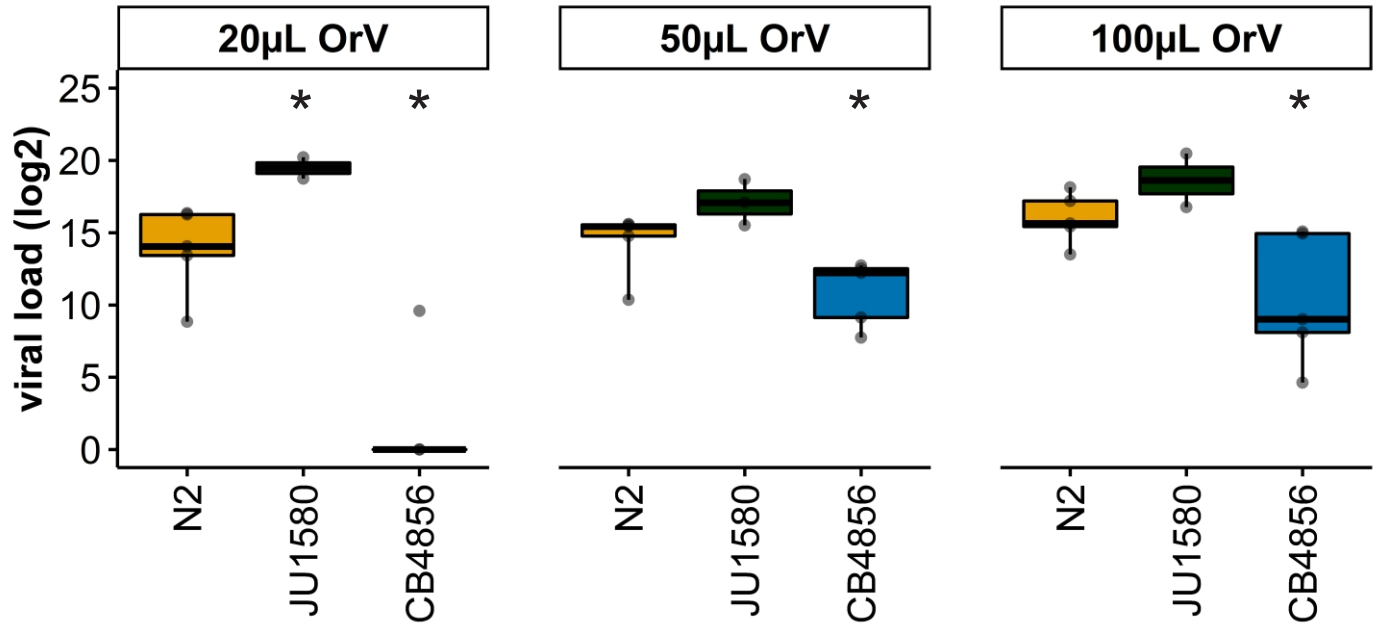 20µL OrV
50µL OrV
100µL OrV
viral load (log2)
25
20
15
10
5
0
* *
*
*
N2
JU1580
CB4856
N2
JU1580
CB4856
N2
JU1580
CB4856